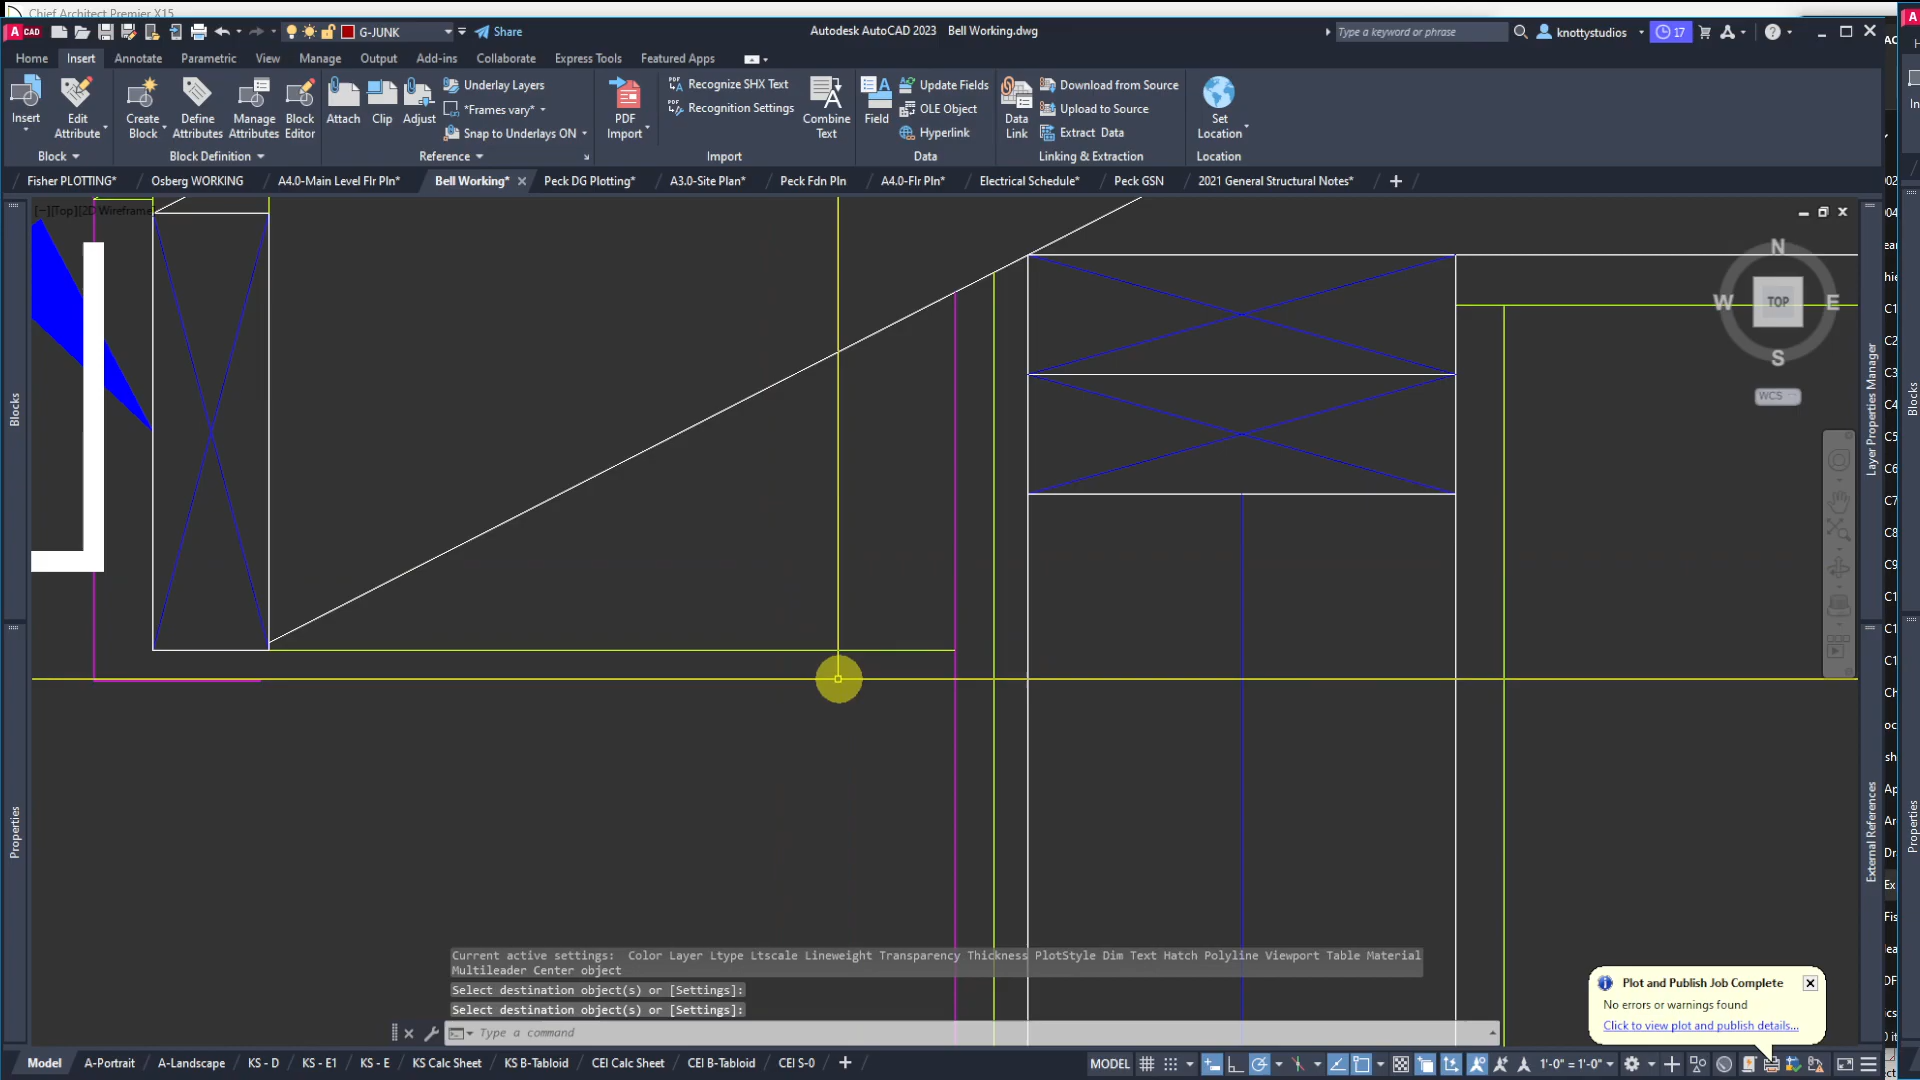 Chief Architect Premier X15
A CAD
G-JUNK
Share
Autodesk AutoCAD 2023 Bell Working.dwg
Type a keyword or phrase
knottystudios
17
Home Insert Annotate Parametric View Manage Output Add-ins Collaborate Express Tools Featured Apps
Insert
Edit Attribute
Create Block
Define Attributes
Manage Attributes
Block Editor
Attach
Clip
Adjust
Underlay Layers
*Frames vary*
Snap to Underlays ON
PDF Import
Recognize SHX Text
Recognition Settings
Combine Text
Field
Update Fields
OLE Object
Hyperlink
Data Link
Download from Source
Upload to Source
Extract Data
Set Location
Block Block Definition Reference Import Data Linking & Extraction Location
Fisher PLOTTING* Osberg WORKING A4.0-Main Level Flr Pln* Bell Working* Peck DG Plotting* A3.0-Site Plan* Peck Fdn Pln A4.0-Flr Pln* Electrical Schedule* Peck GSN 2021 General Structural Notes*
[−][Top][2D Wireframe]
N
W TOP E
S
WCS
Blocks
Properties
Layer Properties Manager
External References
Blocks
Properties
Current active settings: Color Layer Ltype Ltscale Lineweight Transparency Thickness PlotStyle Dim Text Hatch Polyline Viewport Table Material
Multileader Center object
Select destination object(s) or [Settings]:
Select destination object(s) or [Settings]:
Type a command
Plot and Publish Job Complete
No errors or warnings found
Click to view plot and publish details...
Model A-Portrait A-Landscape KS - D KS - E1 KS - E KS Calc Sheet KS B-Tabloid CEI Calc Sheet CEI B-Tabloid CEI S-0
MODEL 1'-0" = 1'-0"